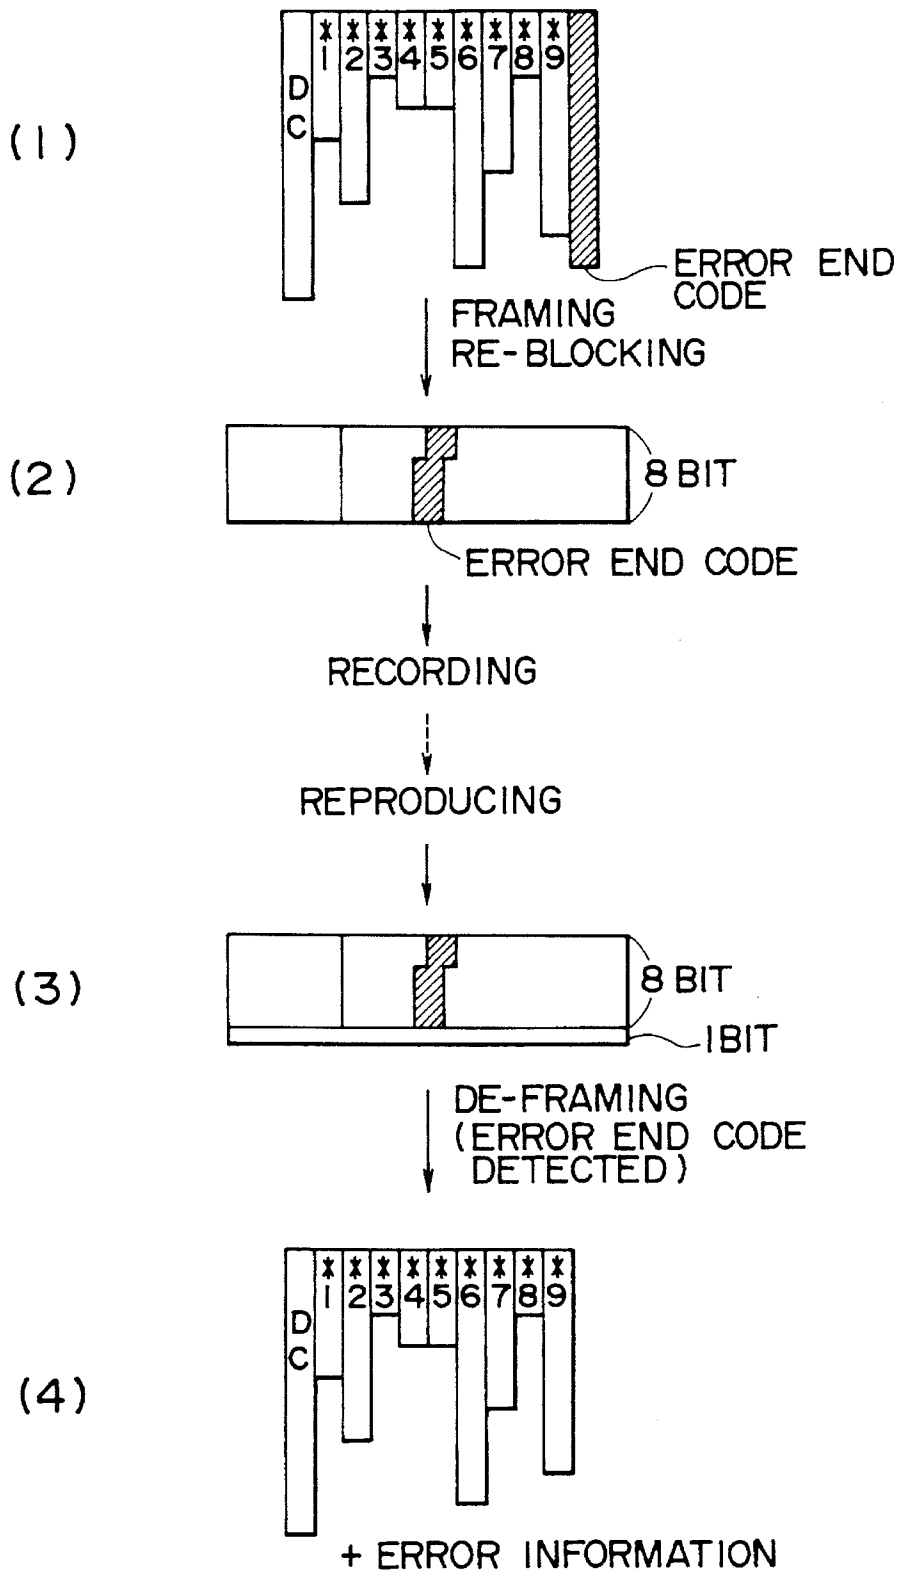 * * * * * * * * *
1 2 3 4 5 6 7 8 9
D
C
(1)
ERROR END
CODE
FRAMING
RE-BLOCKING
(2)
8 BIT
ERROR END CODE
RECORDING
REPRODUCING
(3)
8 BIT
1 BIT
DE-FRAMING
(ERROR END CODE
DETECTED)
* * * * * * * * *
1 2 3 4 5 6 7 8 9
D
C
(4)
+ ERROR INFORMATION